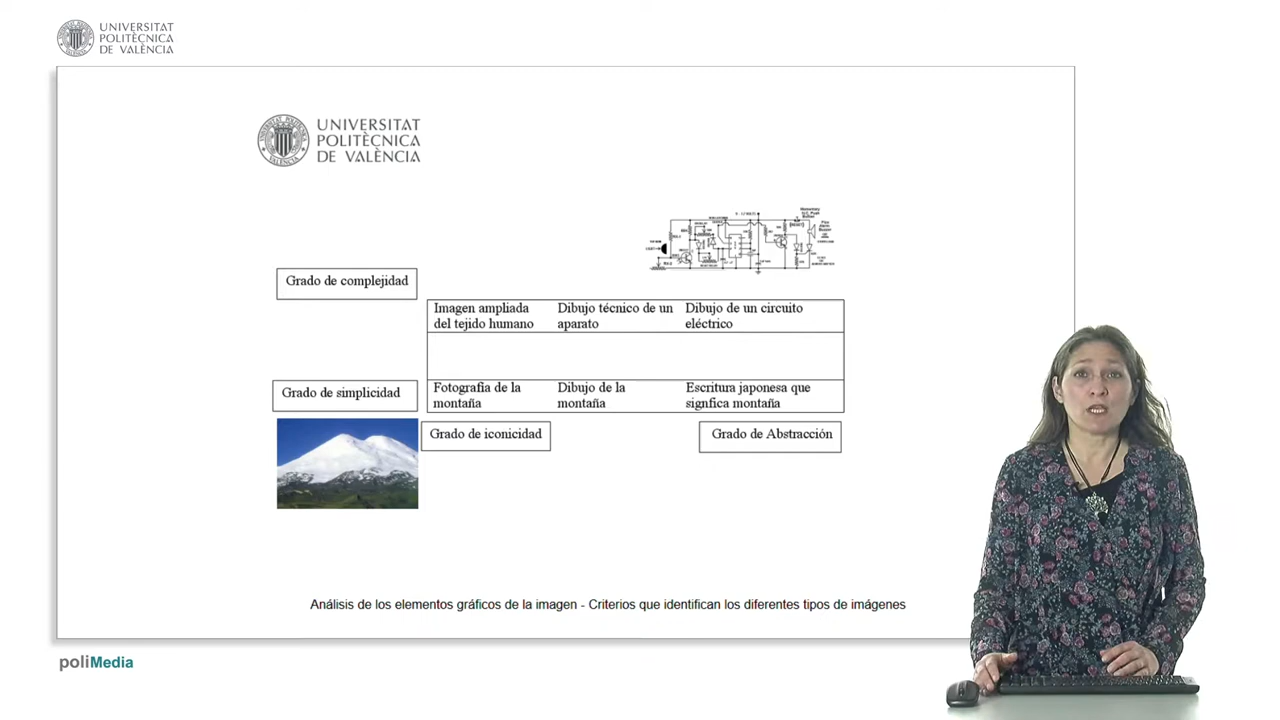 UNIVERSITAT
POLITÈCNICA
DE VALÈNCIA
UNIVERSITAT
POLITÈCNICA
DE VALÈNCIA
Grado de complejidad
Imagen ampliada
del tejido humano
Dibujo técnico de un
aparato
Dibujo de un circuito
eléctrico
Grado de simplicidad
Fotografía de la
montaña
Dibujo de la
montaña
Escritura japonesa que
signfica montaña
Grado de iconicidad
Grado de Abstracción
Análisis de los elementos gráficos de la imagen - Criterios que identifican los diferentes tipos de imágenes
poliMedia